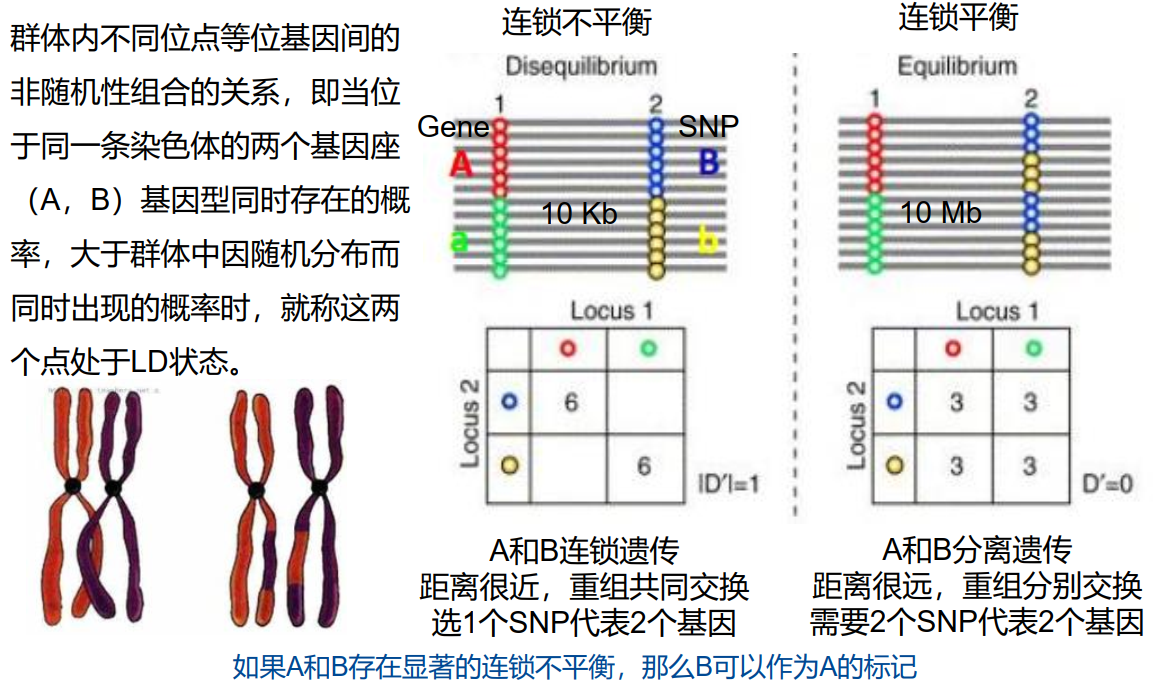 群体内不同位点等位基因间的
非随机性组合的关系，即当位
于同一条染色体的两个基因座
（A，B）基因型同时存在的概
率，大于群体中因随机分布而
同时出现的概率时，就称这两
个点处于LD状态。
连锁不平衡
Disequilibrium
1 2
Gene SNP
A B
10 Kb
a b
Locus 1
Locus 2
6
6
|D′|=1
A和B连锁遗传
距离很近，重组共同交换
选1个SNP代表2个基因
连锁平衡
Equilibrium
1 2
10 Mb
Locus 1
Locus 2
3 3
3 3
D′=0
A和B分离遗传
距离很远，重组分别交换
需要2个SNP代表2个基因
如果A和B存在显著的连锁不平衡，那么B可以作为A的标记